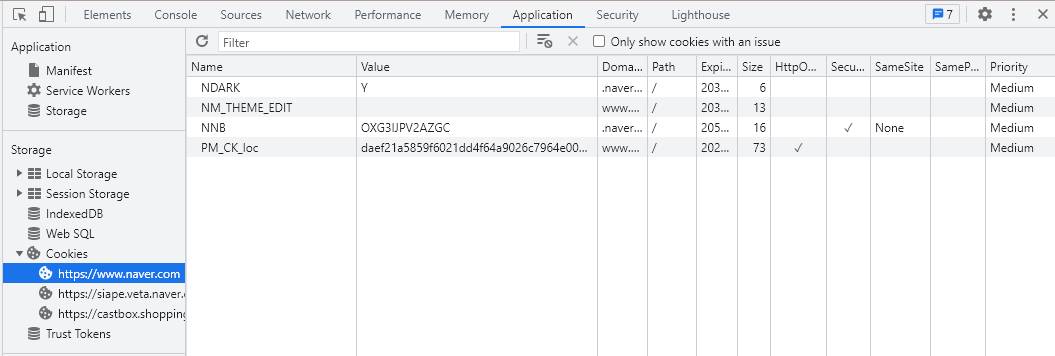 Elements Console Sources Network Performance Memory Application Security Lighthouse 7
Application
Manifest
Service Workers
Storage
Storage
Local Storage
Session Storage
IndexedDB
Web SQL
Cookies
https://www.naver.com
https://siape.veta.naver.c
https://castbox.shopping
Trust Tokens
Filter Only show cookies with an issue
Name Value Doma... Path Expi... Size HttpO... Secu... SameSite SameP... Priority
NDARK Y .naver... / 203... 6 Medium
NM_THEME_EDIT www.... / 203... 13 Medium
NNB OXG3IJPV2AZGC .naver... / 205... 16 ✓ None Medium
PM_CK_loc daef21a5859f6021dd4f64a9026c7964e00... www.... / 202... 73 ✓ Medium